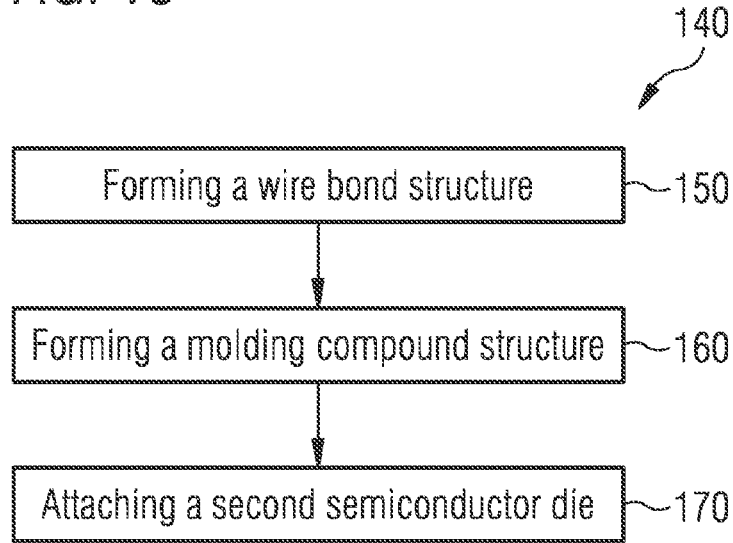 140
Forming a wire bond structure
150
Forming a molding compound structure
160
Attaching a second semiconductor die
170